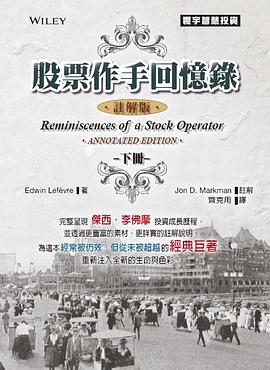 WILEY
寰宇智慧投資
股票作手回憶錄
•註解版•
Reminiscences of a Stock Operator
• ANNOTATED EDITION •
-下冊-
Edwin Lefèvre 著
Jon D. Markman 註解
齊克用 譯
完整呈現 傑西・李佛摩 投資成長歷程,
並透過更豐富的素材、更詳實的註解說明,
為這本經常被仿效,但從未被超越的經典巨著,
重新注入全新的生命與色彩。